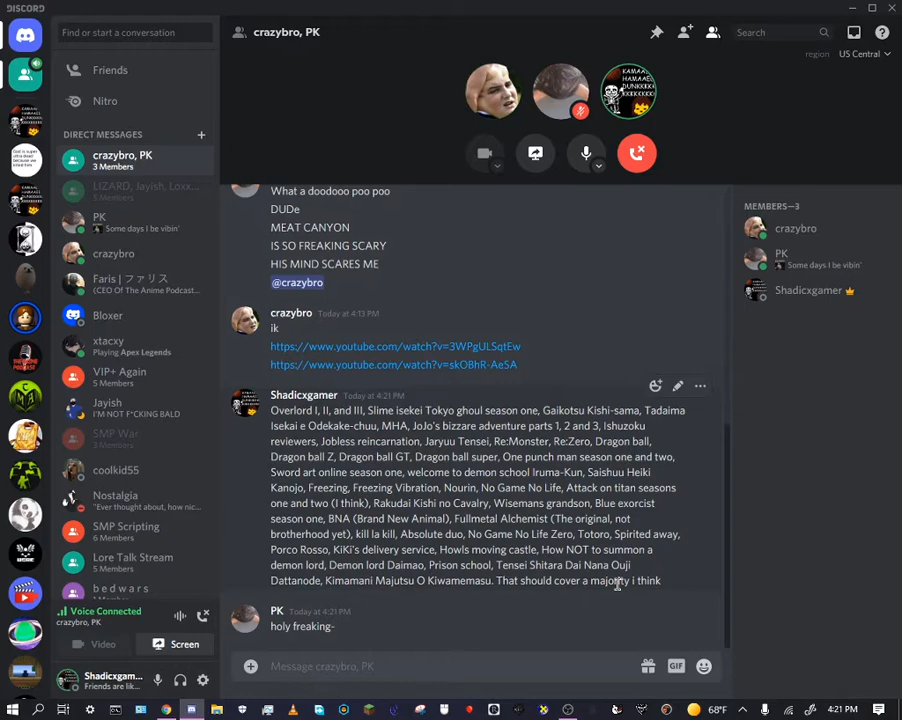 DISCORD
Find or start a conversation
crazybro, PK
Search
region US Central
KAMAA
HAMAAEE
DUNKKK
KKKKKKKK
Friends
Nitro
DIRECT MESSAGES
crazybro, PK
3 Members
LIZARD, Jayish, Loxx...
5 Members
PK
Some days I be vibin'
crazybro
Faris | ファリス
{CEO Of The Anime Podcast...
Bloxer
xtacxy
Playing Apex Legends
VIP+ Again
5 Members
Jayish
I'M NOT F*CKING BALD
SMP War
coolkid55
Nostalgia
"Ever thought about, how nic...
SMP Scripting
6 Members
Lore Talk Stream
5 Members
b e d w a r s
Voice Connected
crazybro, PK
Video
Screen
Shadicxgam...
Friends are lik...
What a doodooo poo poo
DUDe
MEAT CANYON
IS SO FREAKING SCARY
HIS MIND SCARES ME
@crazybro
crazybro Today at 4:13 PM
ik
https://www.youtube.com/watch?v=3WPgULSqtEw
https://www.youtube.com/watch?v=skOBhR-AeSA
Shadicxgamer Today at 4:21 PM
Overlord I, II, and III, Slime isekei Tokyo ghoul season one, Gaikotsu Kishi-sama, Tadaima
Isekai e Odekake-chuu, MHA, JoJo's bizzare adventure parts 1, 2 and 3, Ishuzoku
reviewers, Jobless reincarnation, Jaryuu Tensei, Re:Monster, Re:Zero, Dragon ball,
Dragon ball Z, Dragon ball GT, Dragon ball super, One punch man season one and two,
Sword art online season one, welcome to demon school Iruma-Kun, Saishuu Heiki
Kanojo, Freezing, Freezing Vibration, Nourin, No Game No Life, Attack on titan seasons
one and two (I think), Rakudai Kishi no Cavalry, Wisemans grandson, Blue exorcist
season one, BNA (Brand New Animal), Fullmetal Alchemist (The original, not
brotherhood yet), kill la kill, Absolute duo, No Game No Life Zero, Totoro, Spirited away,
Porco Rosso, KiKi's delivery service, Howls moving castle, How NOT to summon a
demon lord, Demon lord Daimao, Prison school, Tensei Shitara Dai Nana Ouji
Dattanode, Kimamani Majutsu O Kiwamemasu. That should cover a majority i think
PK Today at 4:21 PM
holy freaking-
Message crazybro, PK
GIF
MEMBERS—3
crazybro
PK
Some days I be vibin'
Shadicxgamer
68°F
4:21 PM